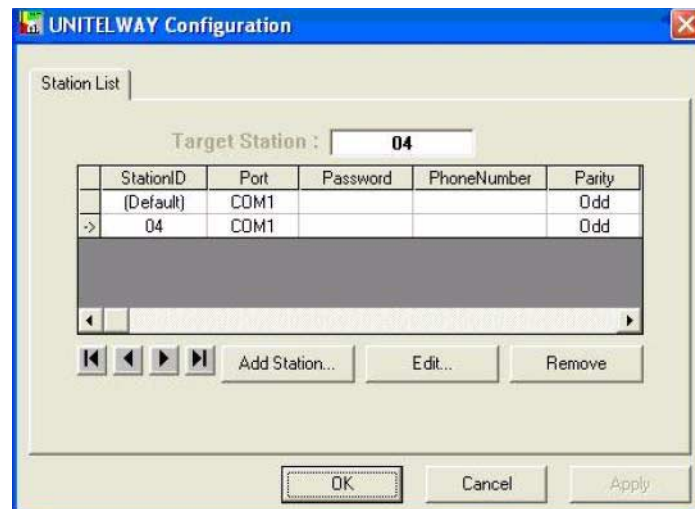 UNITELWAY Configuration
Station List
Target Station : 04
StationID Port Password PhoneNumber Parity
(Default) COM1 Odd
-> 04 COM1 Odd
Add Station... Edit... Remove
OK Cancel Apply